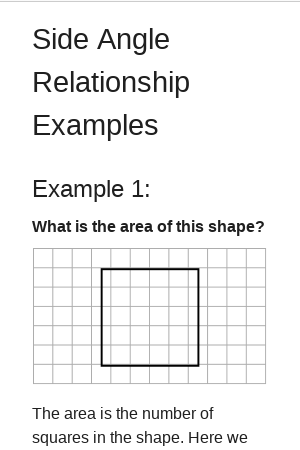 Side Angle
Relationship
Examples
Example 1:
What is the area of this shape?
The area is the number of
squares in the shape. Here we